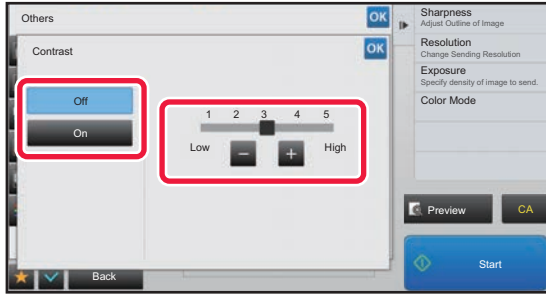 Others
OK
Contrast
OK
Off
On
1 2 3 4 5
Low
−
+
High
Back
Sharpness
Adjust Outline of Image
Resolution
Change Sending Resolution
Exposure
Specify density of image to send.
Color Mode
Preview
CA
Start